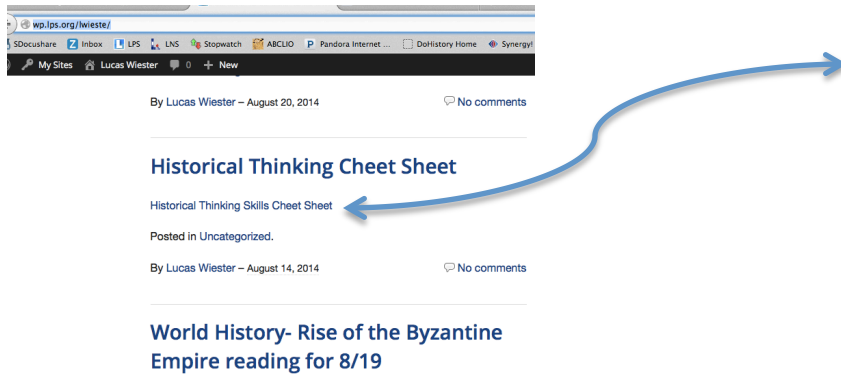 wp.lps.org/lwieste/
SDocushare Inbox LPS LNS Stopwatch ABCLIO Pandora Internet ... DoHistory Home Synergy!
My Sites Lucas Wiester 0 + New
By Lucas Wiester – August 20, 2014 No comments
Historical Thinking Cheet Sheet
Historical Thinking Skills Cheet Sheet
Posted in Uncategorized.
By Lucas Wiester – August 14, 2014 No comments
World History- Rise of the Byzantine
Empire reading for 8/19